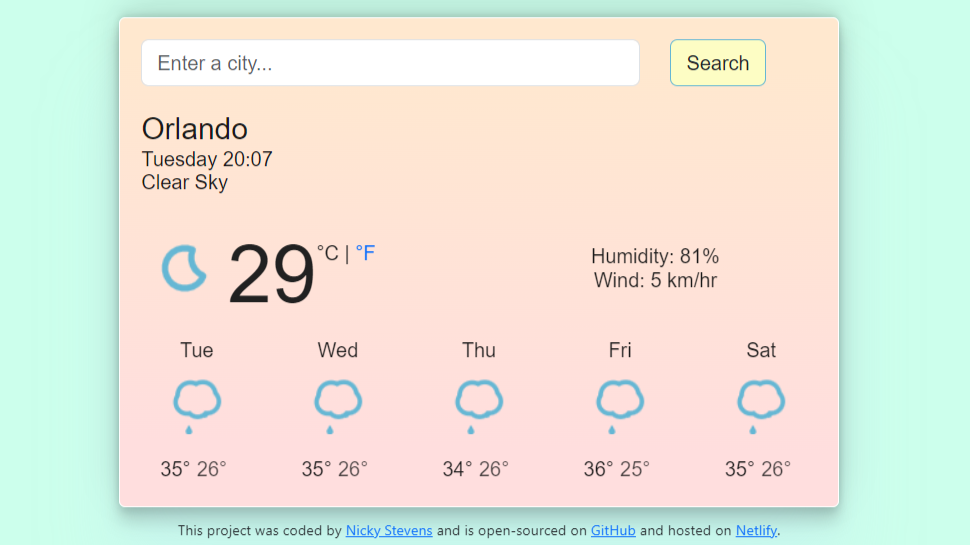 Enter a city...
Search
Orlando
Tuesday 20:07
Clear Sky
29 °C | °F
Humidity: 81%
Wind: 5 km/hr
Tue Wed Thu Fri Sat
35° 26° 35° 26° 34° 26° 36° 25° 35° 26°
This project was coded by Nicky Stevens and is open-sourced on GitHub and hosted on Netlify.